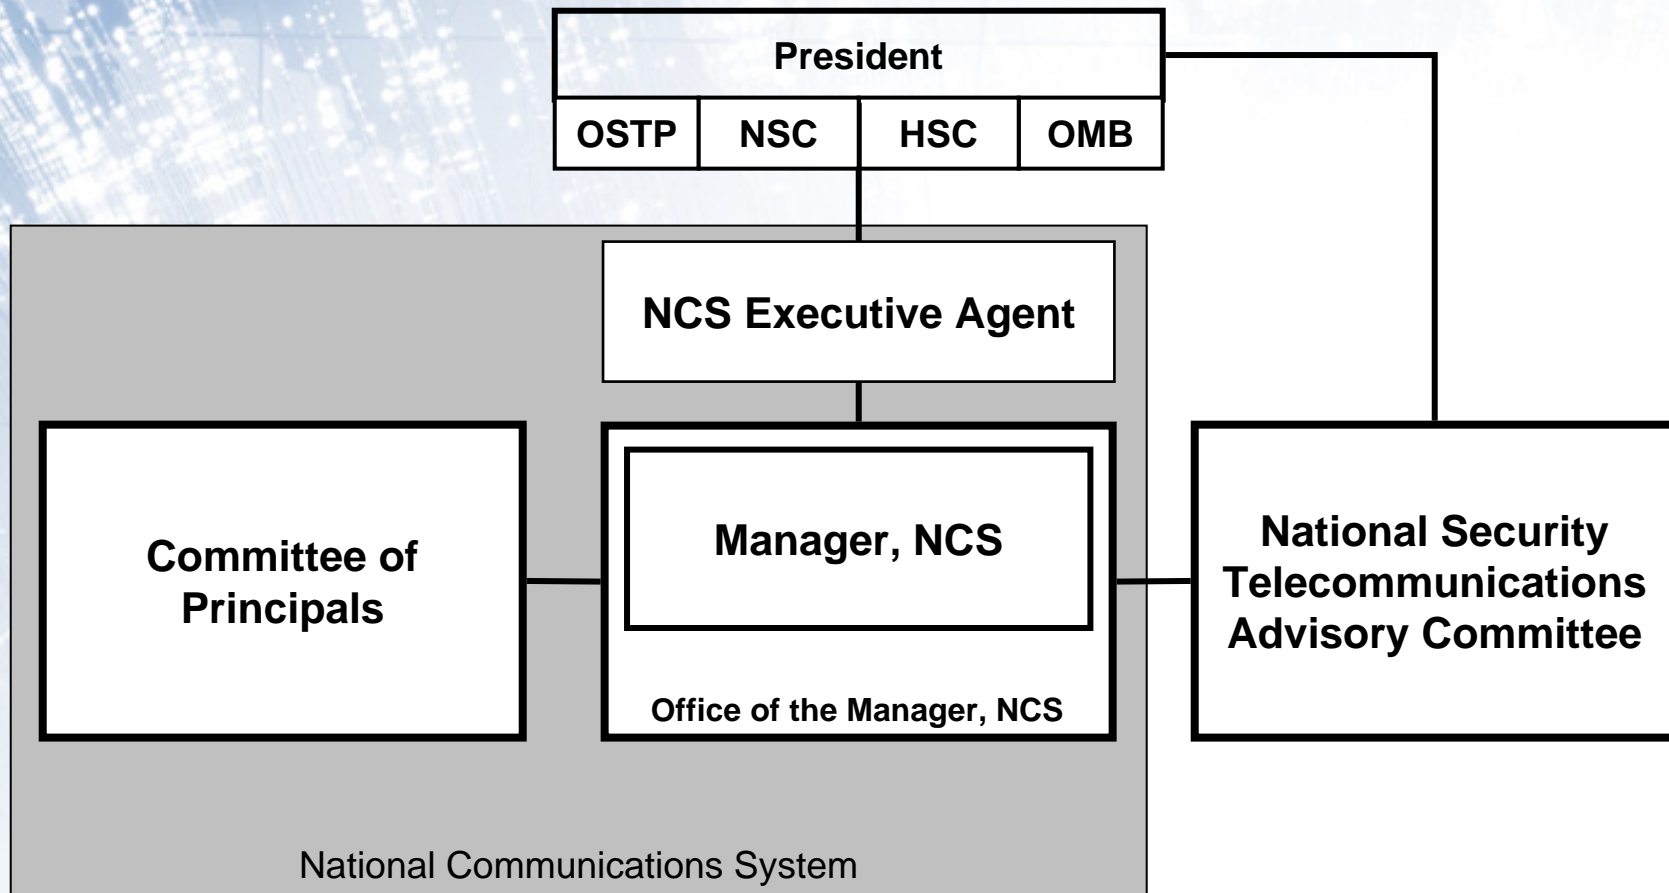 President
OSTP NSC HSC OMB
NCS Executive Agent
Committee of
Principals
Manager, NCS
Office of the Manager, NCS
National Security
Telecommunications
Advisory Committee
National Communications System